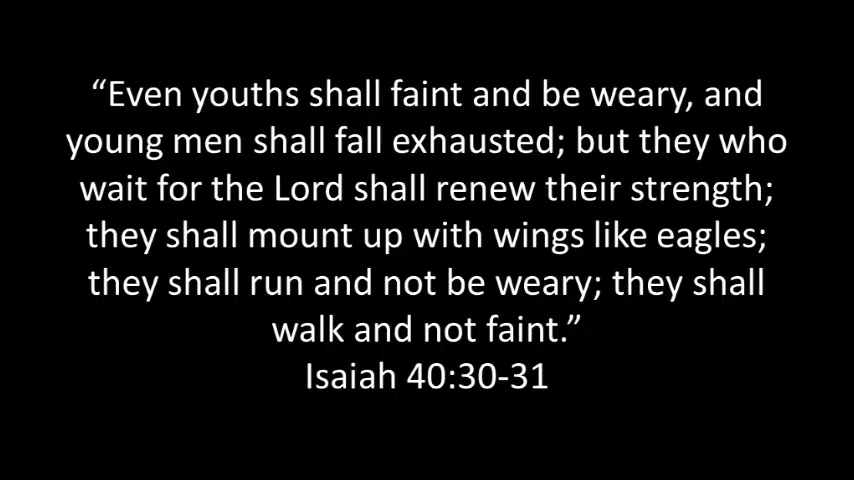 “Even youths shall faint and be weary, and
young men shall fall exhausted; but they who
wait for the Lord shall renew their strength;
they shall mount up with wings like eagles;
they shall run and not be weary; they shall
walk and not faint.”
Isaiah 40:30-31